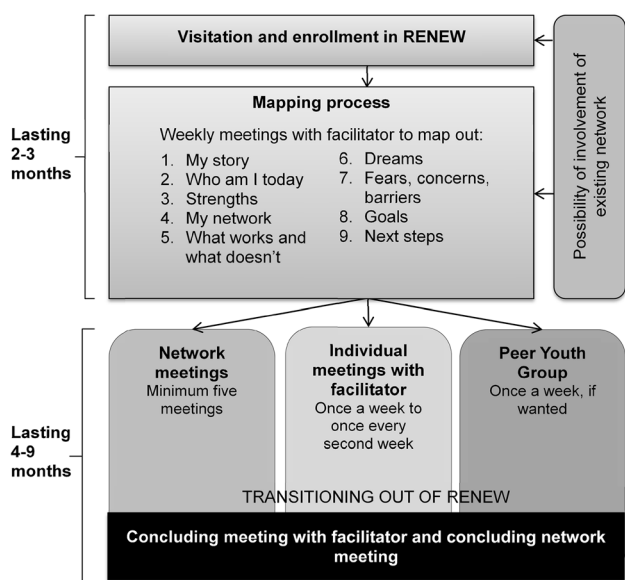 Visitation and enrollment in RENEW
Lasting
2-3
months
Mapping process
Weekly meetings with facilitator to map out:
1. My story
2. Who am I today
3. Strengths
4. My network
5. What works and
what doesn't
6. Dreams
7. Fears, concerns,
barriers
8. Goals
9. Next steps
Possibility of involvement of
existing network
Lasting
4-9
months
Network
meetings
Minimum five
meetings
Individual
meetings with
facilitator
Once a week to
once every
second week
Peer Youth
Group
Once a week, if
wanted
TRANSITIONING OUT OF RENEW
Concluding meeting with facilitator and concluding network
meeting